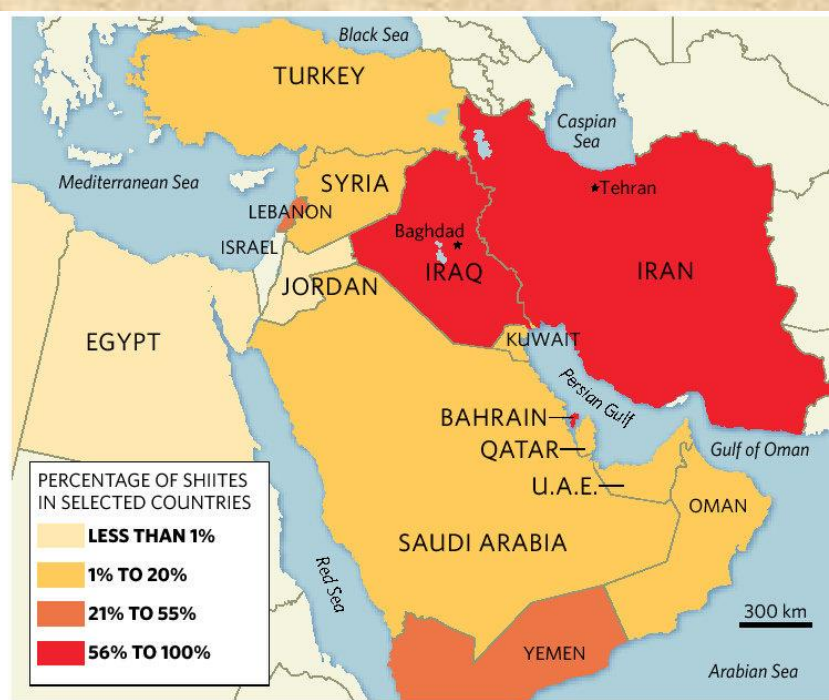 Black Sea
TURKEY
Caspian
Sea
Tehran
Mediterranean Sea
SYRIA
LEBANON
Baghdad
ISRAEL
IRAQ
IRAN
JORDAN
EGYPT
KUWAIT
Persian Gulf
BAHRAIN
QATAR
Gulf of Oman
U.A.E.
OMAN
SAUDI ARABIA
Red Sea
YEMEN
300 km
Arabian Sea
PERCENTAGE OF SHIITES
IN SELECTED COUNTRIES
LESS THAN 1%
1% TO 20%
21% TO 55%
56% TO 100%